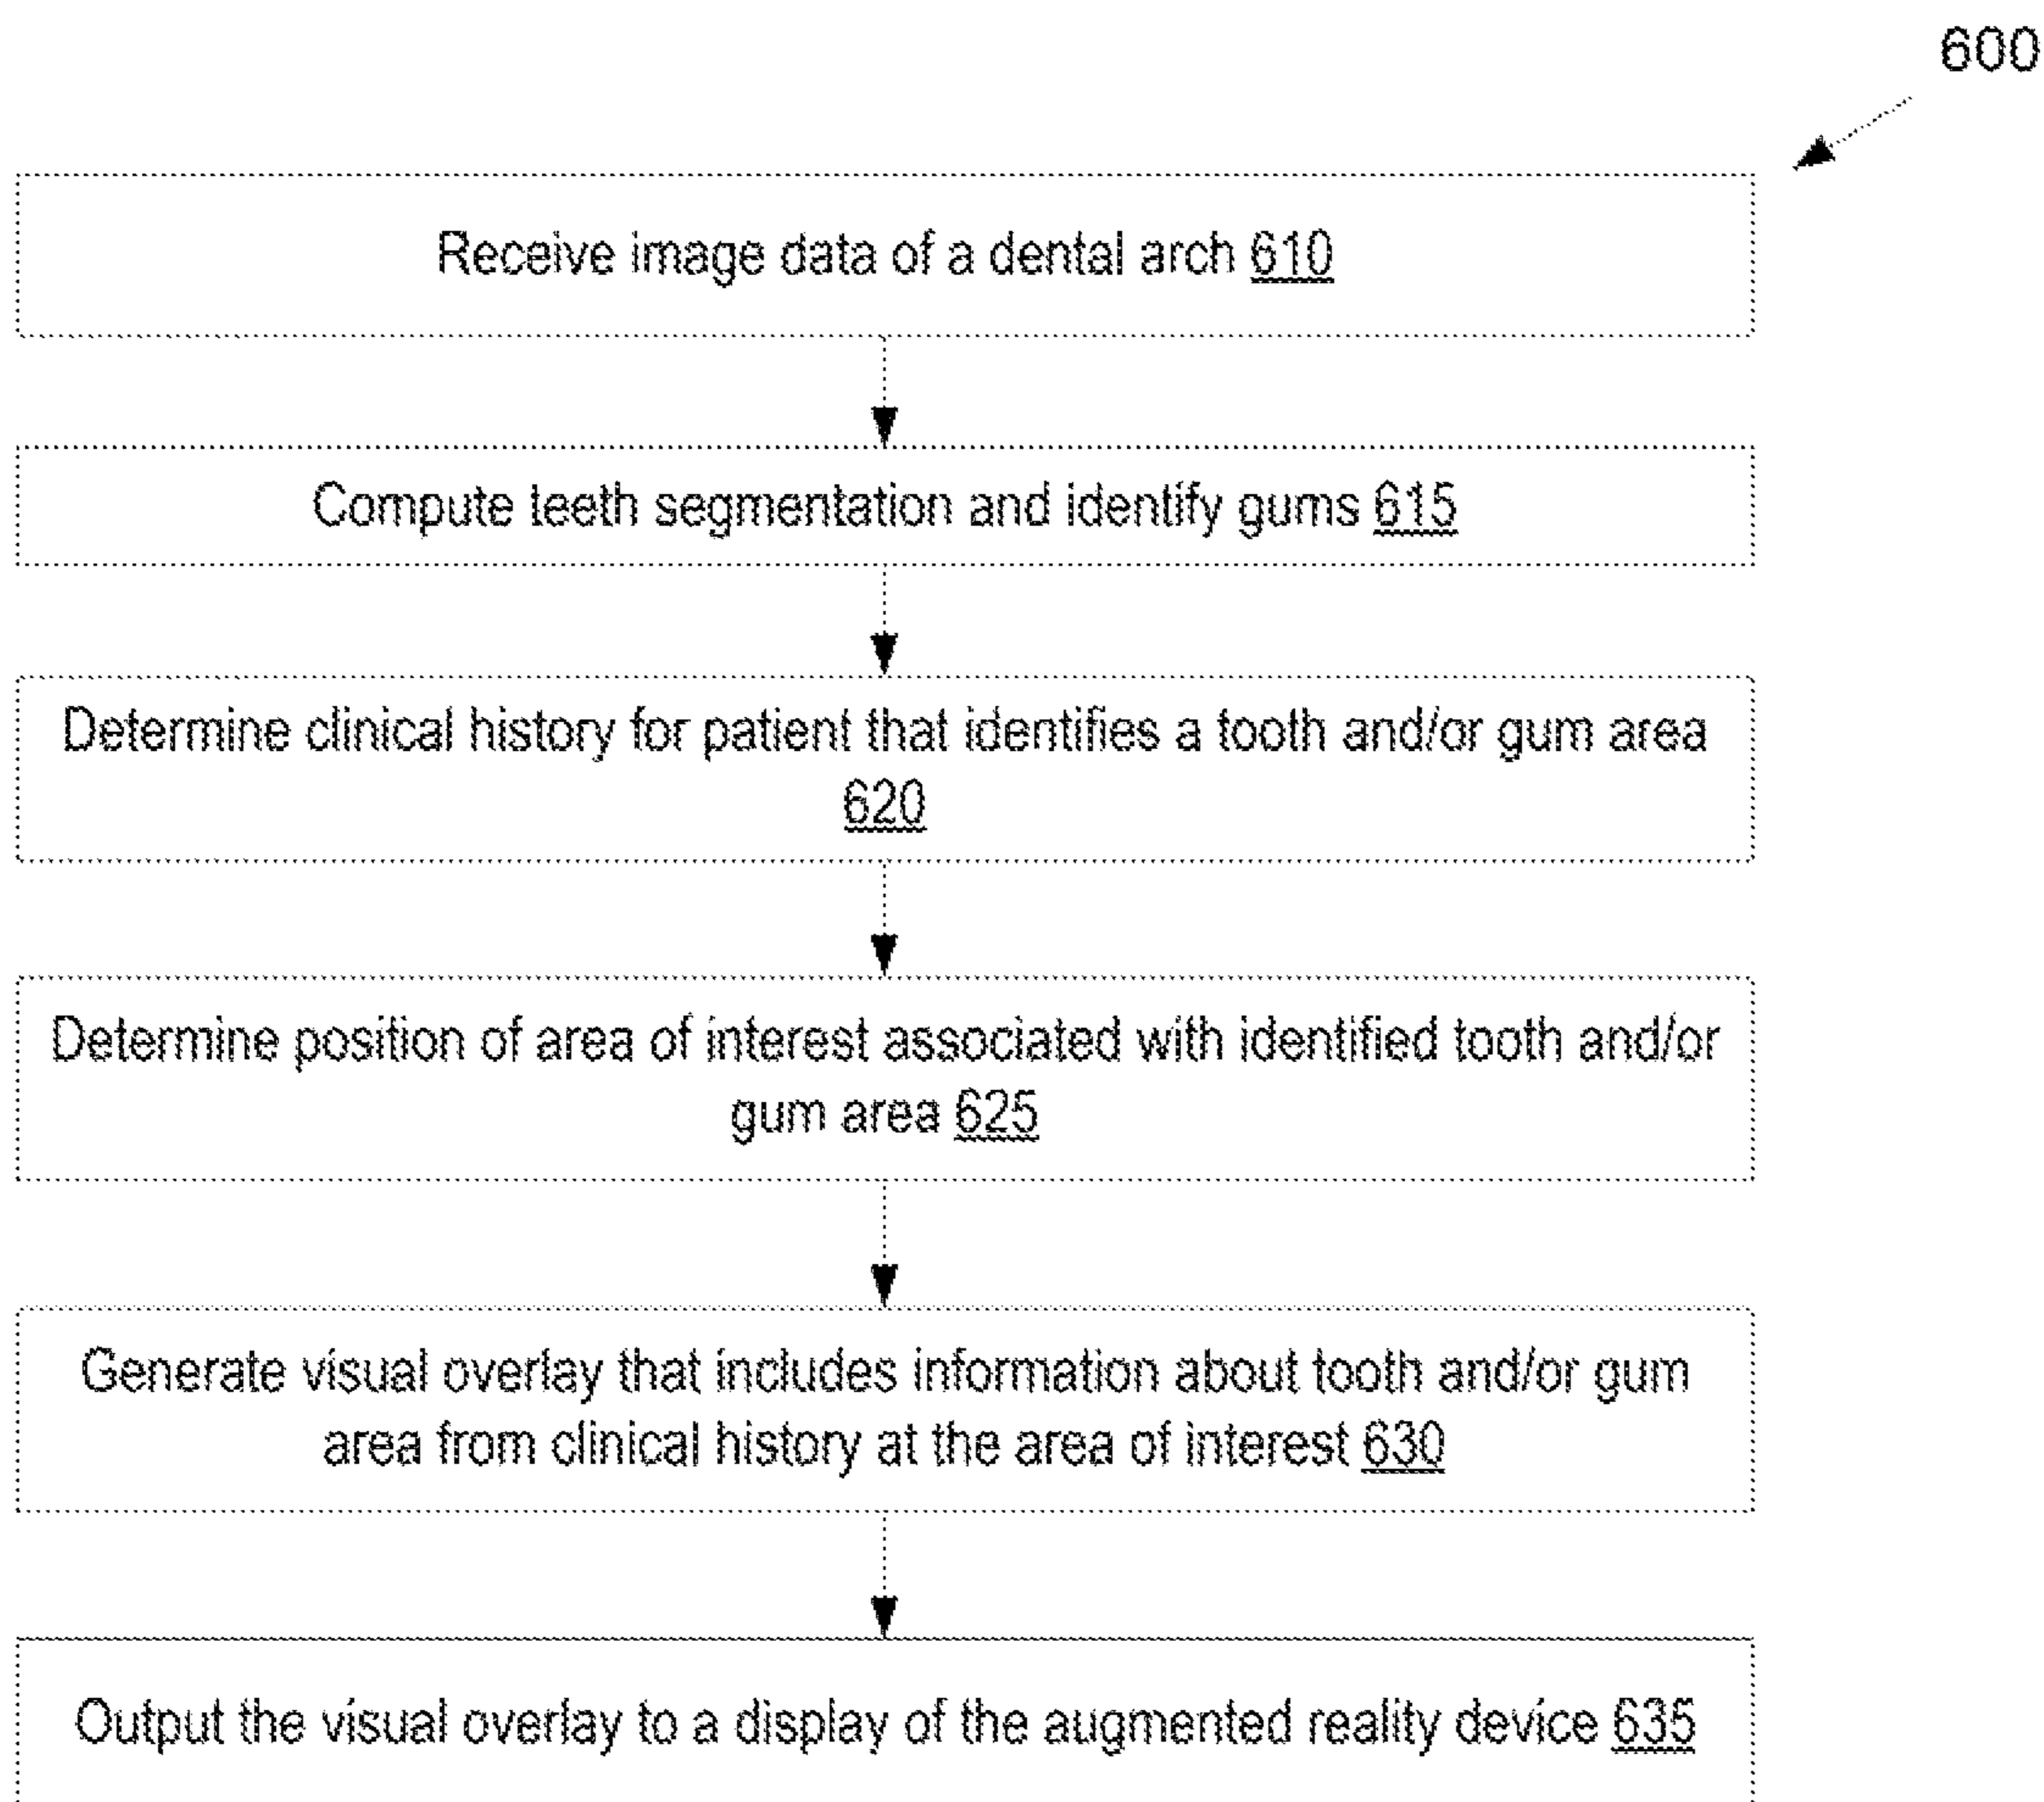 600
Receive image data of a dental arch 610
Compute teeth segmentation and identify gums 615
Determine clinical history for patient that identifies a tooth and/or gum area
620
Determine position of area of interest associated with identified tooth and/or
gum area 625
Generate visual overlay that includes information about tooth and/or gum
area from clinical history at the area of interest 630
Output the visual overlay to a display of the augmented reality device 635